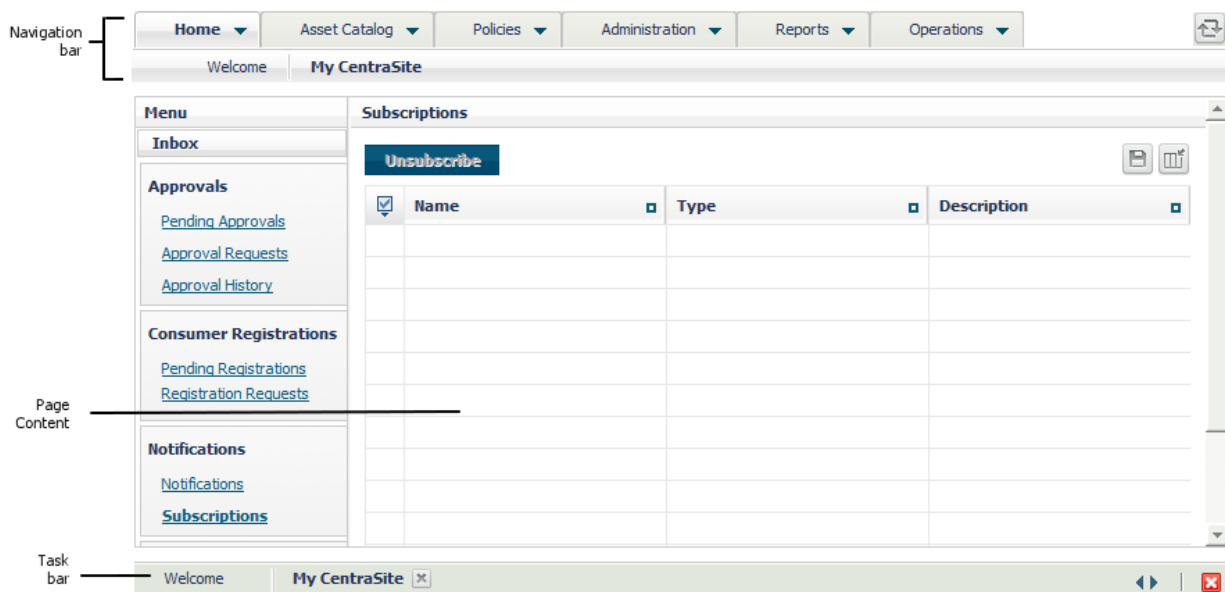 Navigation
bar
Home Asset Catalog Policies Administration Reports Operations
Welcome My CentraSite
Menu
Inbox
Approvals
Pending Approvals
Approval Requests
Approval History
Consumer Registrations
Pending Registrations
Registration Requests
Notifications
Notifications
Subscriptions
Subscriptions
Unsubscribe
Name Type Description
Page
Content
Task
bar
Welcome My CentraSite